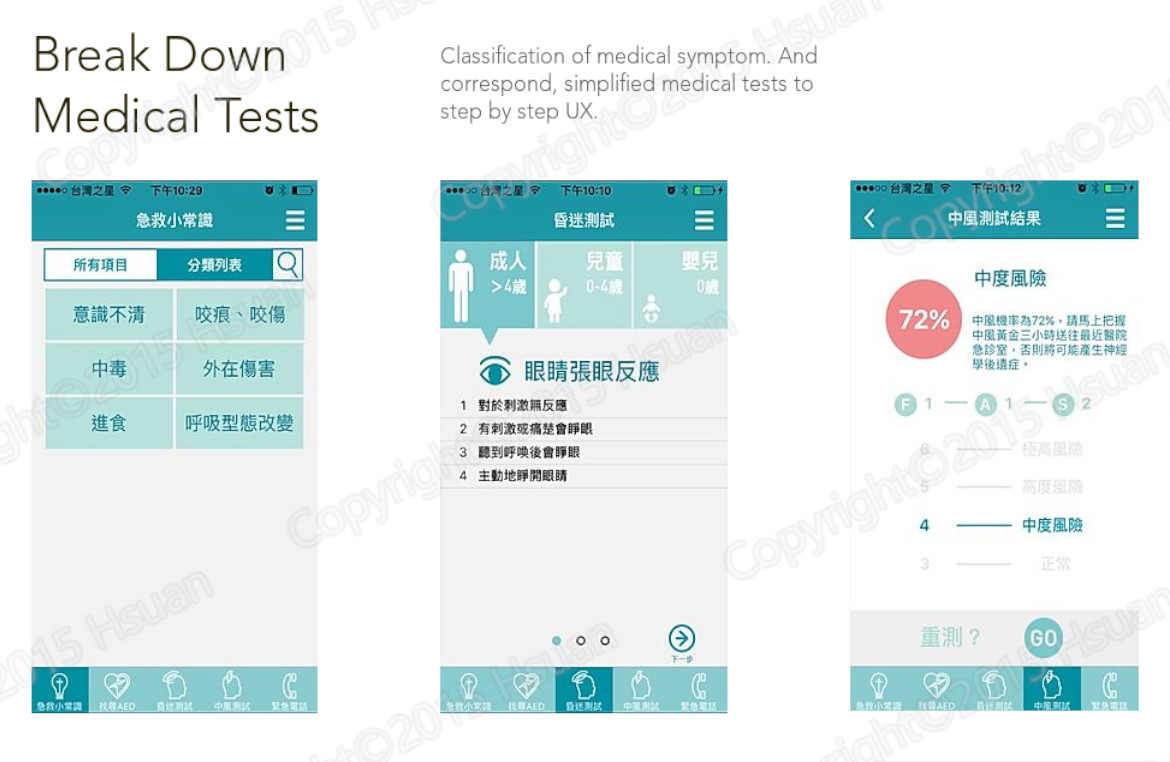 Break Down
Medical Tests
Classification of medical symptom. And
correspond, simplified medical tests to
step by step UX.
台灣之星 下午10:29
急救小常識
所有項目 分類列表
意識不清 咬痕、咬傷
中毒 外在傷害
進食 呼吸型態改變
急救小常識 找尋AED 昏迷測試 中風測試 緊急電話
台灣之星 下午10:10
昏迷測試
成人 兒童 嬰兒
>4歲 0-4歲 0歲
眼睛張眼反應
1 對於刺激無反應
2 有刺激或痛楚會睜眼
3 聽到呼喚後會睜眼
4 主動地睜開眼睛
下一步
急救小常識 找尋AED 昏迷測試 中風測試 緊急電話
台灣之星 下午10:12
中風測試結果
中度風險
72%
中風機率為72%，請馬上把握
中風黃金三小時送往最近醫院
急診室，否則將可能產生神經
學後遺症。
F 1 A 1 S 2
6 極高風險
5 高度風險
4 中度風險
3 正常
重測？ GO
急救小常識 找尋AED 昏迷測試 中風測試 緊急電話
Copyright©2015 Hsuan